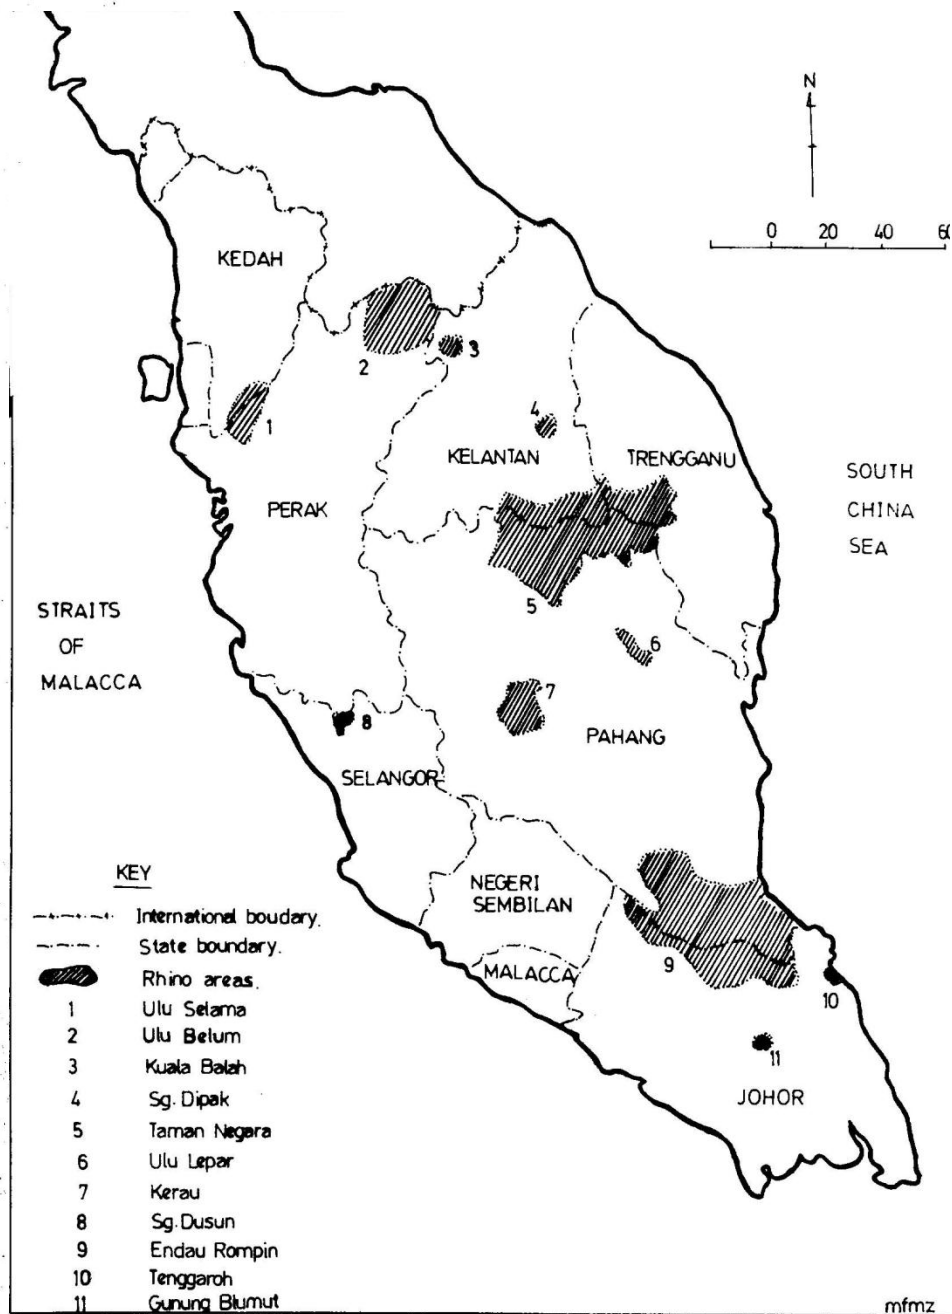 N
0 20 40 60
KEDAH
2
3
1
4
KELANTAN
TRENGGANU
SOUTH
CHINA
SEA
PERAK
5
STRAITS
OF
MALACCA
6
7
8
PAHANG
SELANGOR
NEGERI
SEMBILAN
MALACCA
9
10
11
JOHOR
KEY
International boudary.
State boundary.
Rhino areas.
1 Ulu Selama
2 Ulu Belum
3 Kuala Balah
4 Sg. Dipak
5 Taman Negara
6 Ulu Lepar
7 Kerau
8 Sg. Dusun
9 Endau Rompin
10 Tenggaroh
11 Gunung Blumut
mfmz